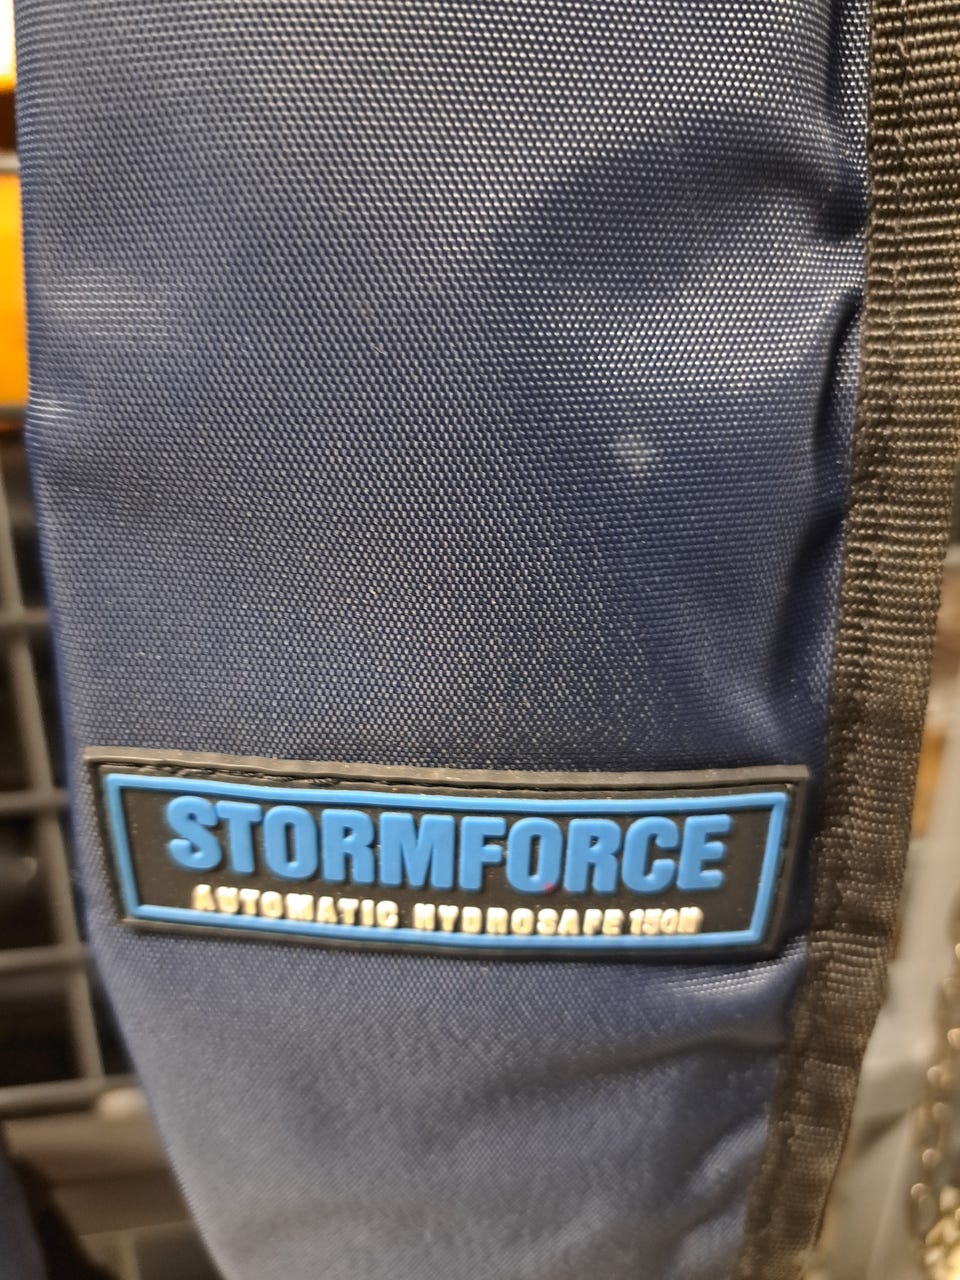 STORMFORCE
AUTOMATIC HYDROSAFE 150N